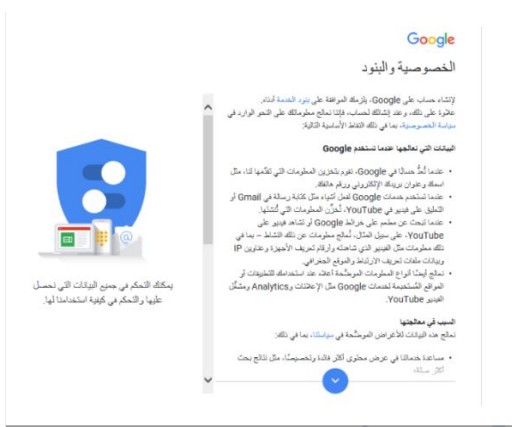 Google
الخصوصية والبنود
لإنشاء حساب على Google، يلزمك الموافقة على بنود الخدمة أدناه.
علاوة على ذلك، وعند إنشائك لحساب، فإننا نعالج معلوماتك على النحو الوارد في
سياسة الخصوصية، بما في ذلك النقاط الأساسية التالية:
البيانات التي نعالجها عندما تستخدم Google
• عندما تُعدُّ حسابًا في Google، نقوم بتخزين المعلومات التي تقدّمها لنا، مثل
اسمك وعنوان بريدك الإلكتروني ورقم هاتفك.
• عندما تستخدم خدمات Google لفعل أشياء مثل كتابة رسالة في Gmail أو
التعليق على فيديو في YouTube، نُخزِّن المعلومات التي تُنشئها.
• عندما تبحث عن مطعم على خرائط Google أو تشاهد فيديو على
YouTube، على سبيل المثال، نُعالج معلومات عن ذلك النشاط – بما في
ذلك معلومات مثل الفيديو الذي شاهدته وأرقام تعريف الأجهزة وعناوين IP
وبيانات ملفات تعريف الارتباط والموقع الجغرافي.
• نعالج أيضًا أنواع المعلومات الموضَّحة أعلاه عند استخدامك للتطبيقات أو
المواقع المُستخدِمة لخدمات Google مثل الإعلانات وAnalytics ومشغِّل
الفيديو YouTube.
السبب في معالجتها
نعالج هذه البيانات للأغراض الموضَّحة في سياستنا، بما في ذلك:
• مساعدة خدماتنا في عرض محتوى أكثر فائدة وتخصيصًا، مثل نتائج بحث
أكثر صلة،
يمكنك التحكم في جميع البيانات التي نحصل
عليها والتحكم في كيفية استخدامنا لها.